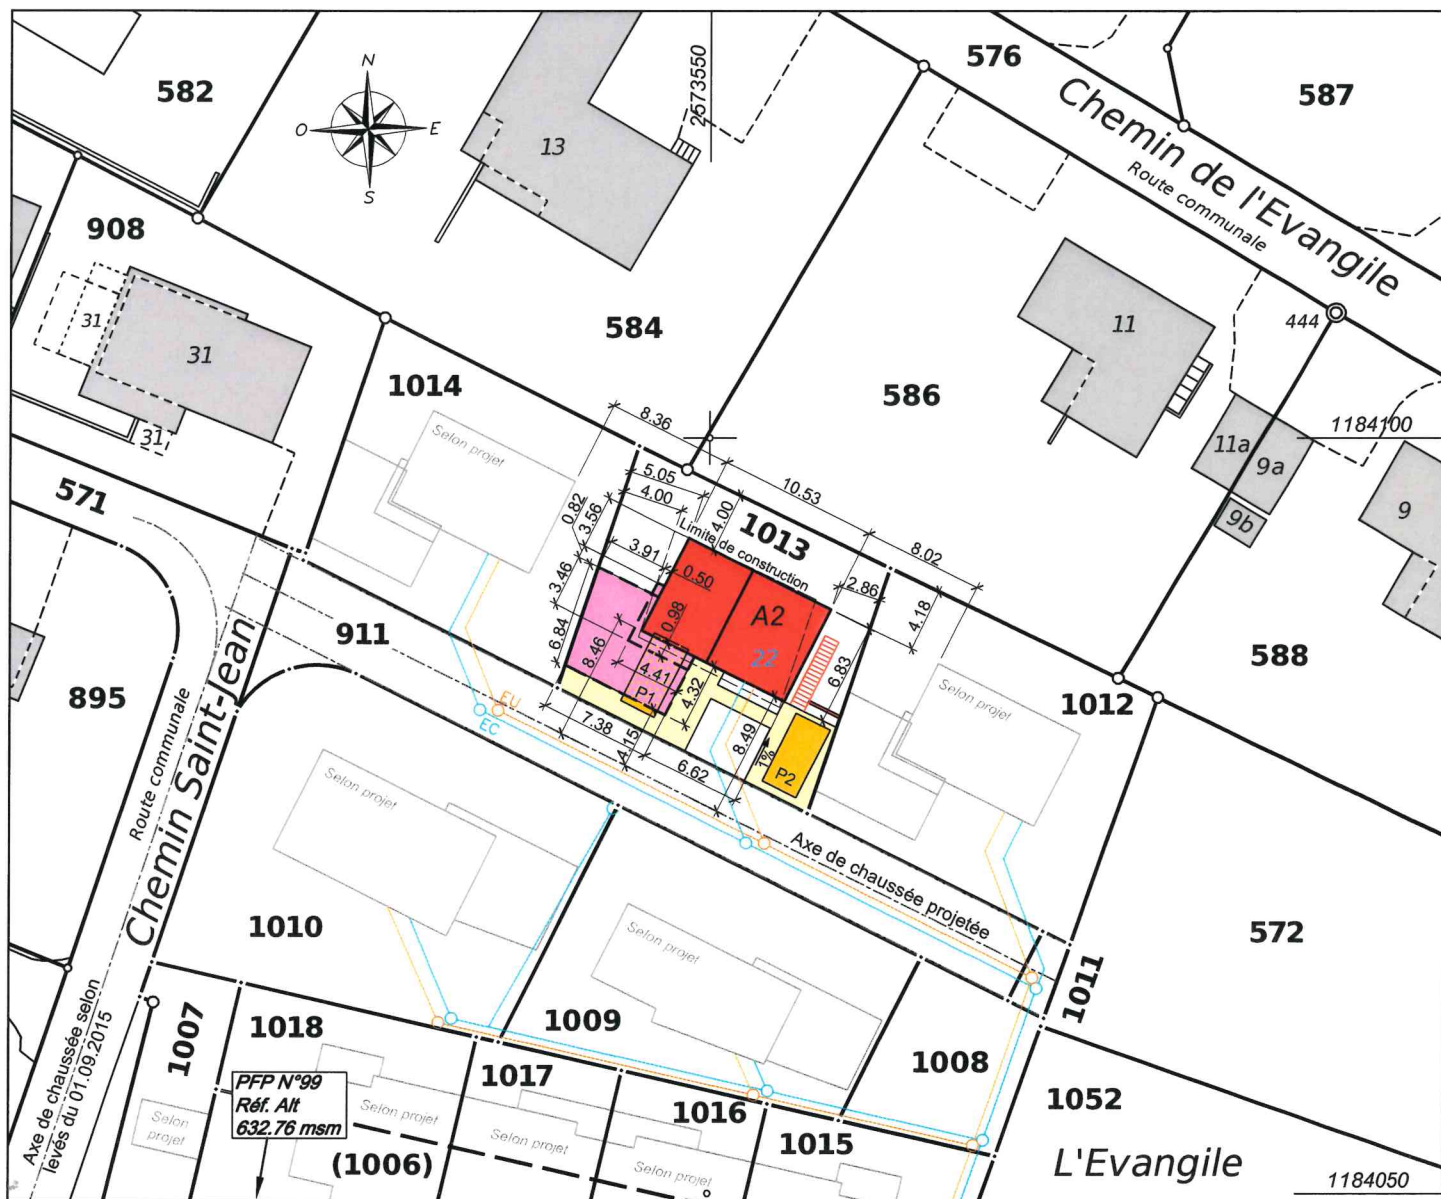 582
N
O
E
S
13
2573550
576
587
Chemin de l'Evangile
Route communale
908
31
31
31
584
11
444
586
1014
8.36
1184100
11a
9a
9b
9
Selon projet
5.05
4.00
10.53
571
0.82
3.56
4.00
1013
Limite de construction
8.02
3.91
0.50
2.86
3.46
0.98
A2
4.18
911
6.84
8.46
22
588
4.41
6.83
4.32
895
P1
EU
EC
Selon projet
1012
7.38
8.49
4.15
6.62
1%
P2
Selon projet
Route communale
Chemin Saint-Jean
Axe de chaussée projetée
1010
572
Selon projet
1011
Axe de chaussée selon
levés du 01.09.2015
1007
1018
1009
1008
PFP N°99
Réf. Alt
632.76 msm
1017
1016
1052
Selon
projet
Selon projet
Selon projet
1015
(1006)
Selon projet
L'Evangile
1184050